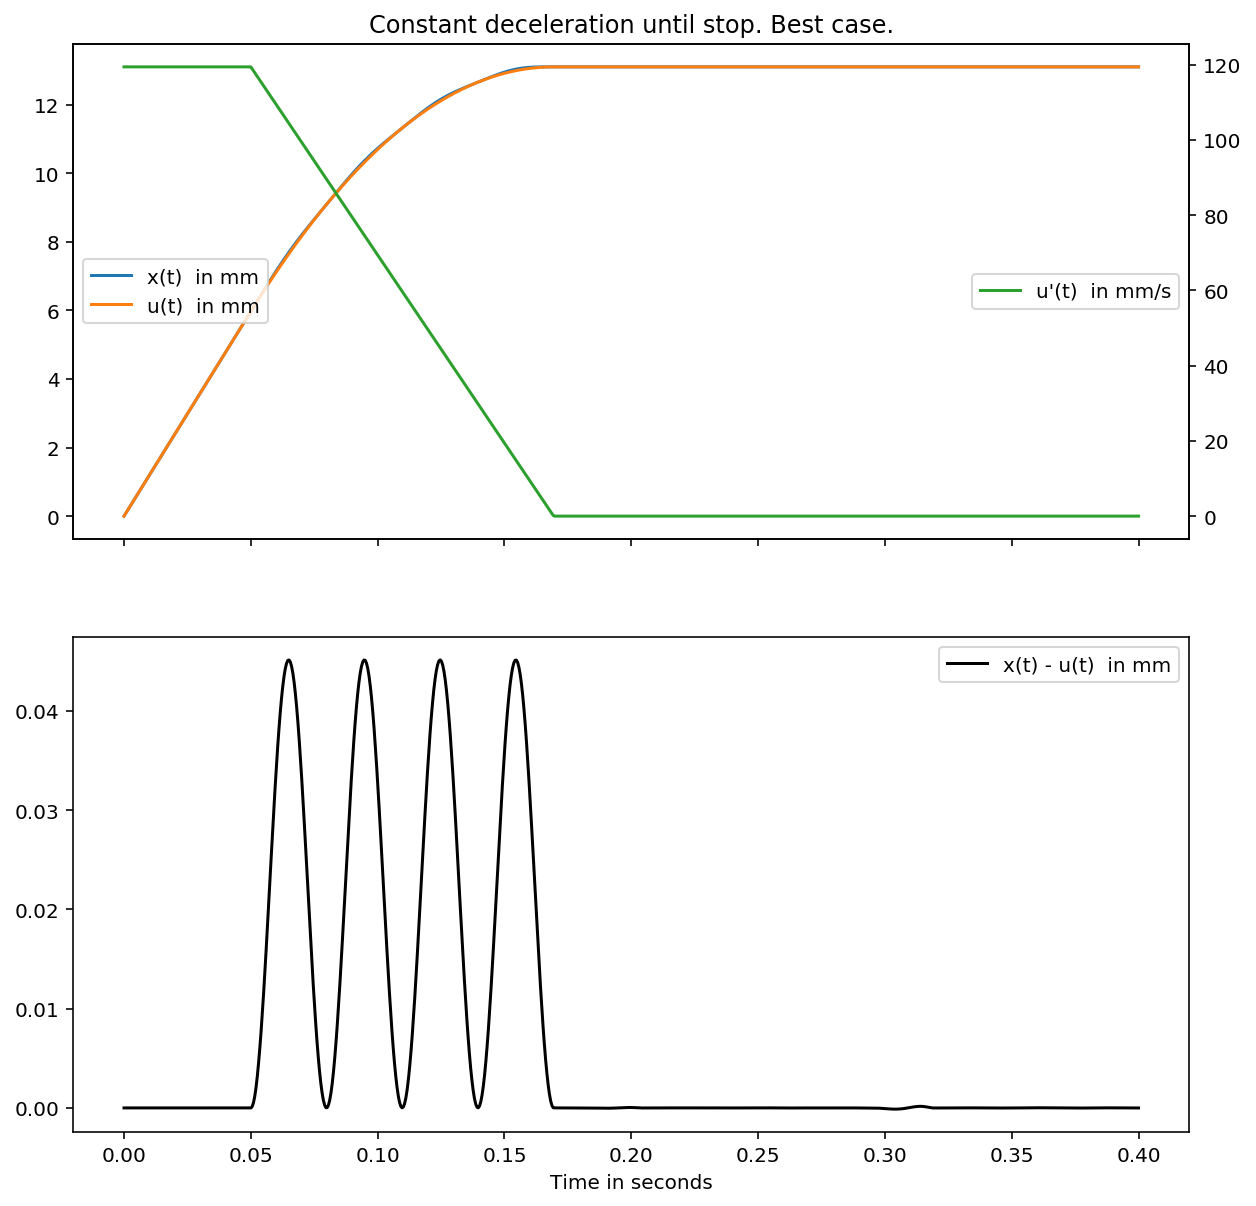 Constant deceleration until stop. Best case.
12
10
8
6
4
2
0
x(t)  in mm
u(t)  in mm
u'(t)  in mm/s
120
100
80
60
40
20
0
x(t) - u(t)  in mm
0.04
0.03
0.02
0.01
0.00
0.00 0.05 0.10 0.15 0.20 0.25 0.30 0.35 0.40
Time in seconds